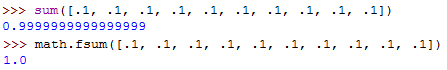 >>> sum([.1, .1, .1, .1, .1, .1, .1, .1, .1, .1])
0.9999999999999999
>>> math.fsum([.1, .1, .1, .1, .1, .1, .1, .1, .1, .1])
1.0